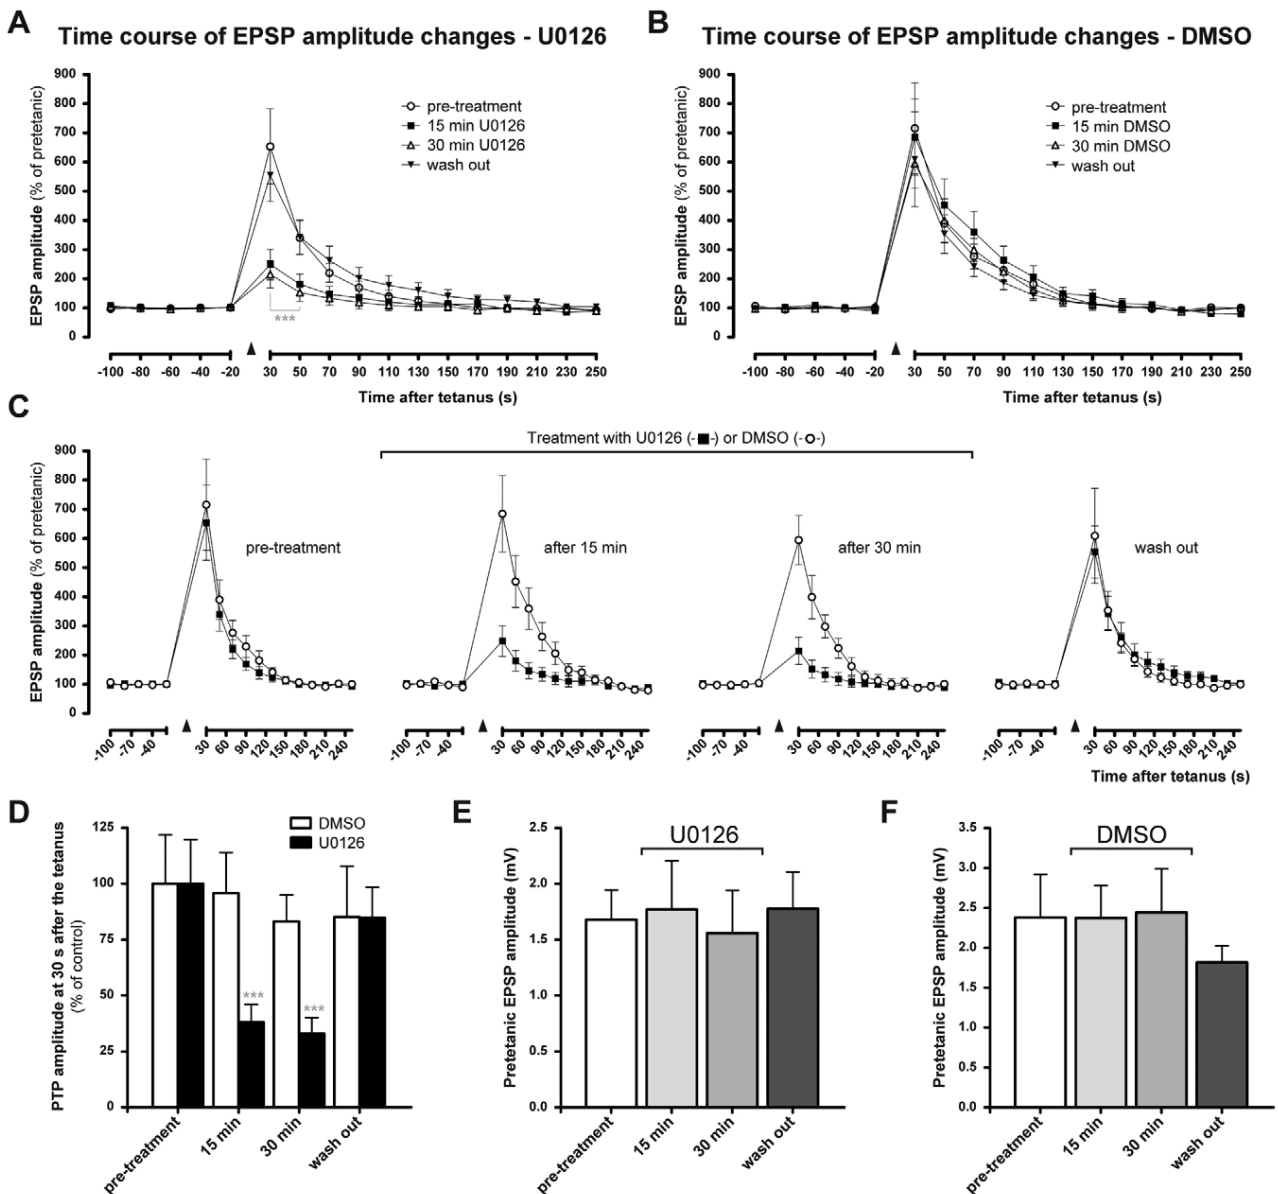 A
Time course of EPSP amplitude changes - U0126
EPSP amplitude (% of pretetanic)
900
800
700
600
500
400
300
200
100
0
pre-treatment
15 min U0126
30 min U0126
wash out
***
-100 -80 -60 -40 -20 30 50 70 90 110 130 150 170 190 210 230 250
Time after tetanus (s)
B
Time course of EPSP amplitude changes - DMSO
EPSP amplitude (% of pretetanic)
900
800
700
600
500
400
300
200
100
0
pre-treatment
15 min DMSO
30 min DMSO
wash out
-100 -80 -60 -40 -20 30 50 70 90 110 130 150 170 190 210 230 250
Time after tetanus (s)
C
Treatment with U0126 (-■-) or DMSO (-○-)
EPSP amplitude (% of pretetanic)
900
800
700
600
500
400
300
200
100
0
pre-treatment
after 15 min
after 30 min
wash out
-100 -70 -40 30 60 90 120 150 180 210 240
-100 -70 -40 30 60 90 120 150 180 210 240
-100 -70 -40 30 60 90 120 150 180 210 240
-100 -70 -40 30 60 90 120 150 180 210 240
Time after tetanus (s)
D
PTP amplitude at 30 s after the tetanus
(% of control)
125
100
75
50
25
0
DMSO
U0126
***
***
pre-treatment
15 min
30 min
wash out
E
Pretetanic EPSP amplitude (mV)
2.5
2.0
1.5
1.0
0.5
0.0
U0126
pre-treatment
15 min
30 min
wash out
F
Pretetanic EPSP amplitude (mV)
3.5
3.0
2.5
2.0
1.5
1.0
0.5
0.0
DMSO
pre-treatment
15 min
30 min
wash out